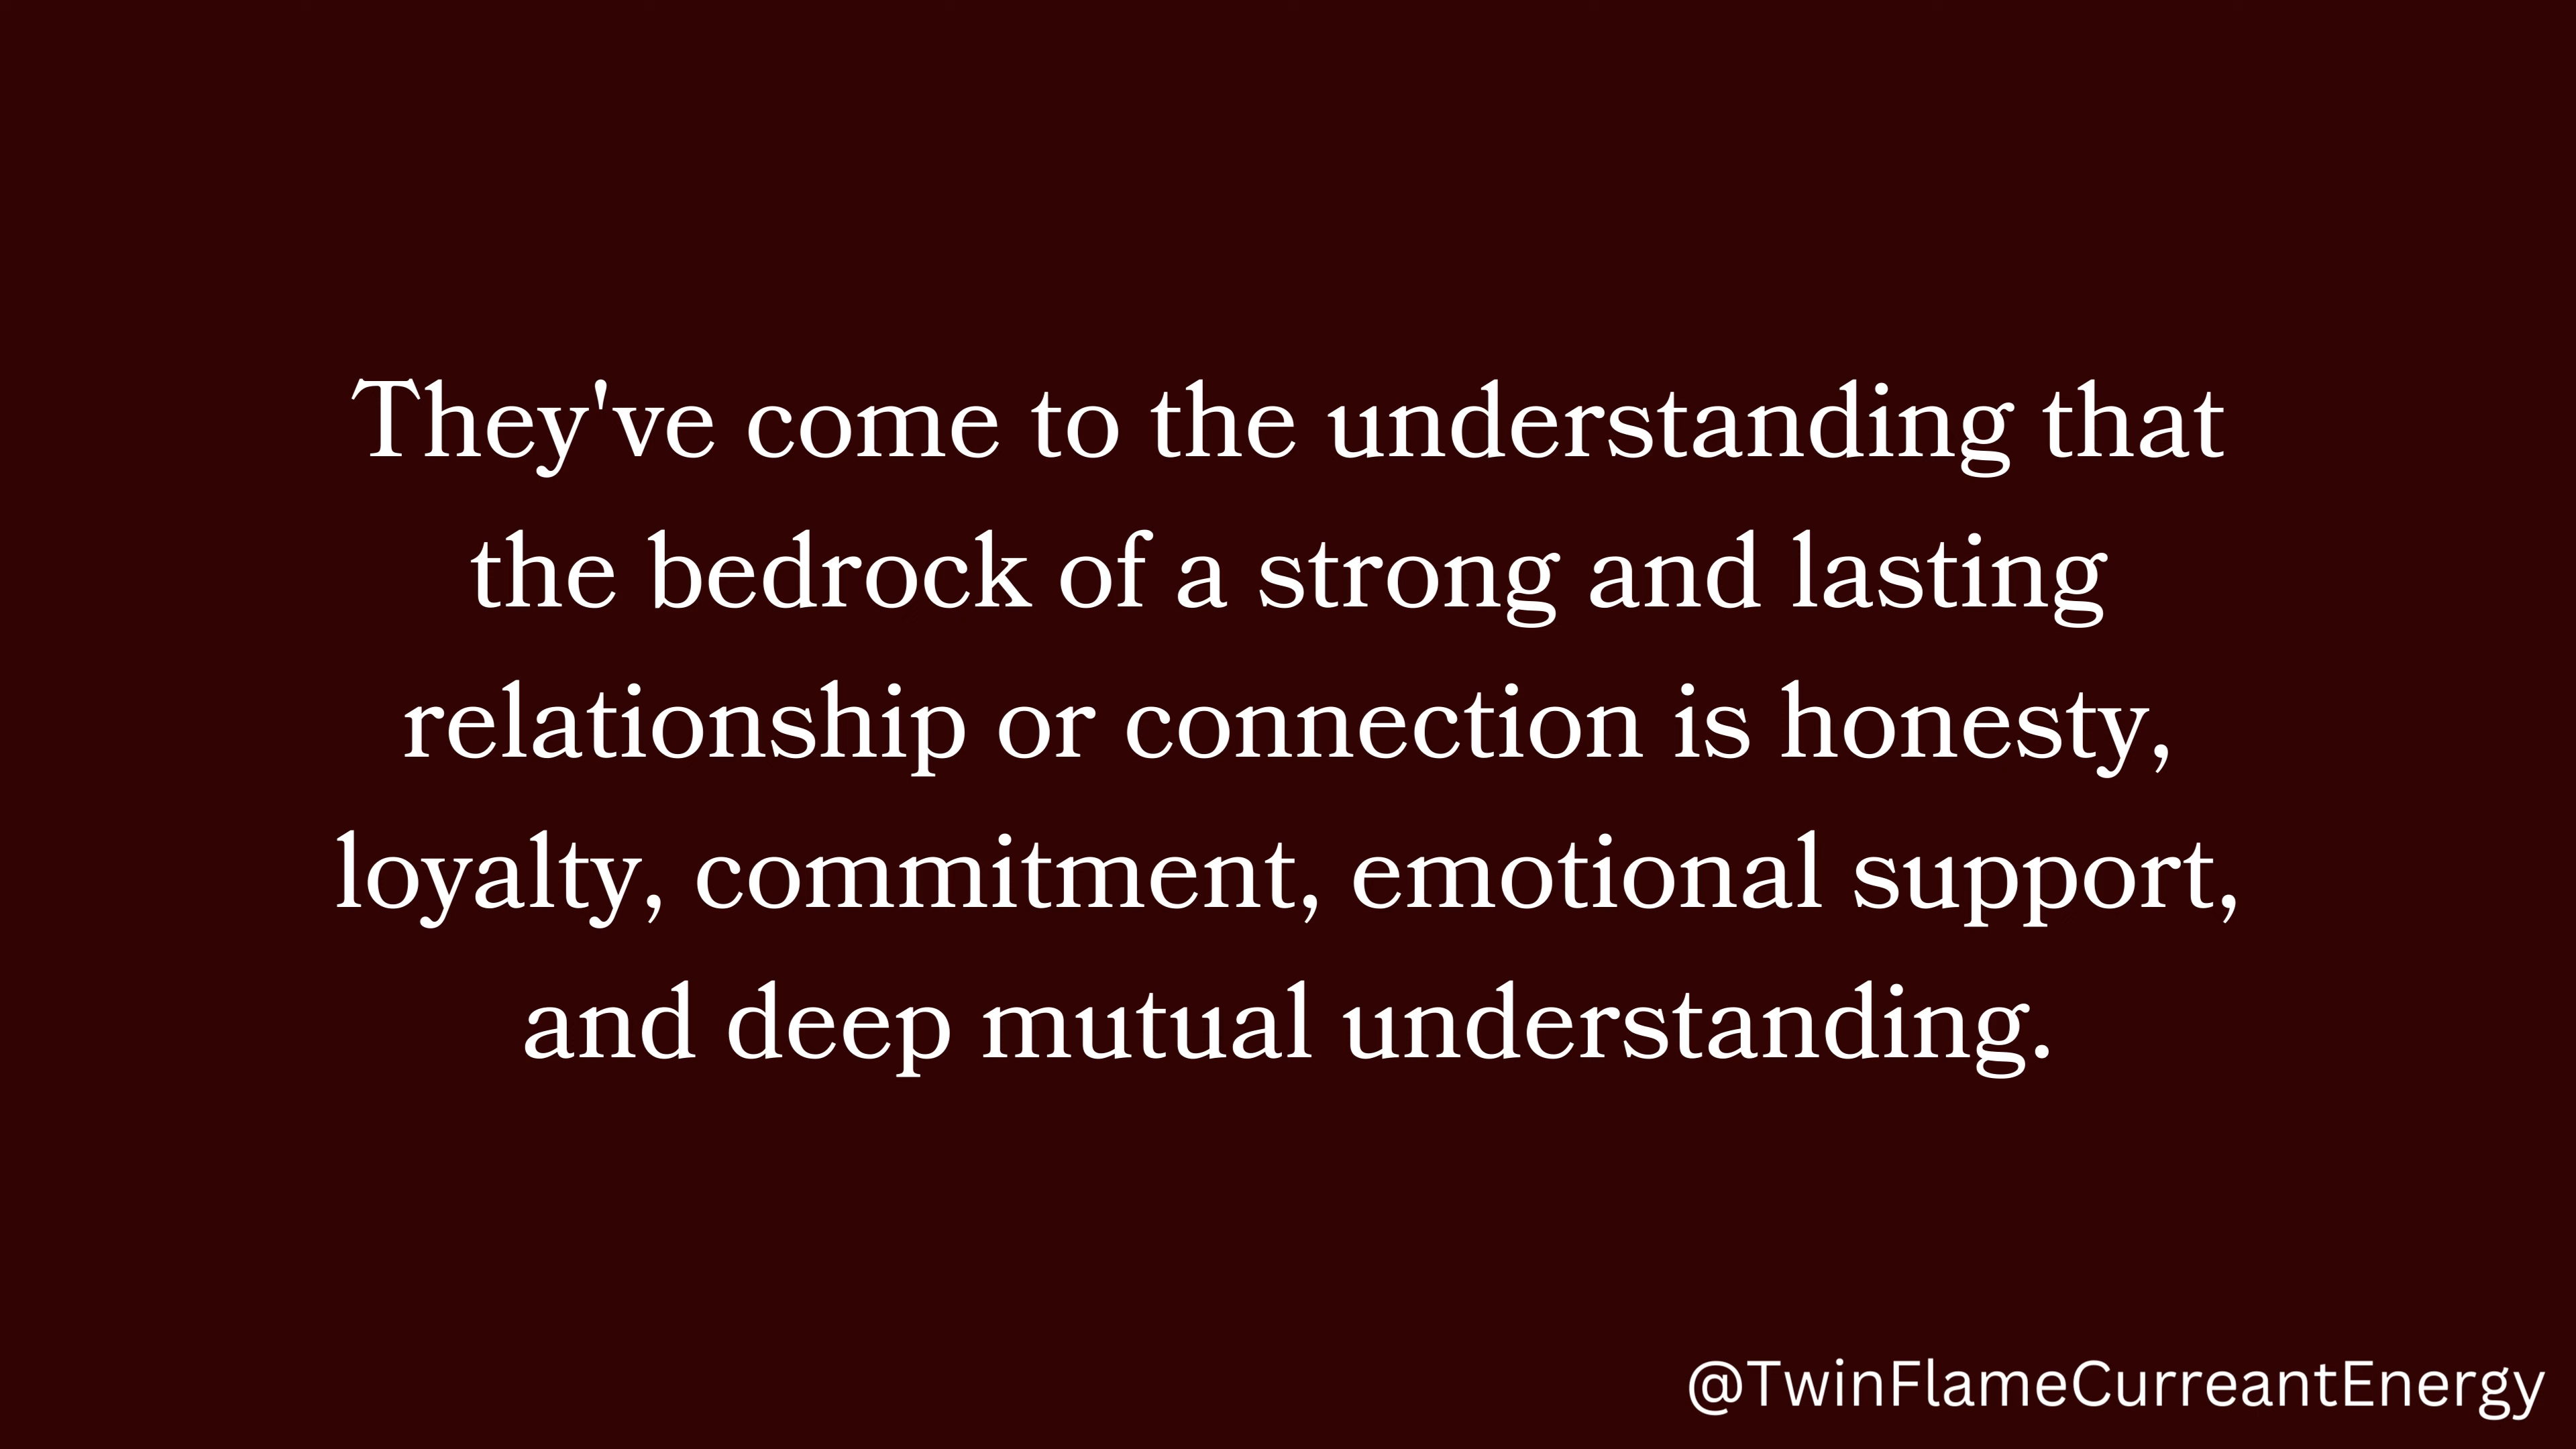 They've come to the understanding that
the bedrock of a strong and lasting
relationship or connection is honesty,
loyalty, commitment, emotional support,
and deep mutual understanding.
@TwinFlameCurreantEnergy